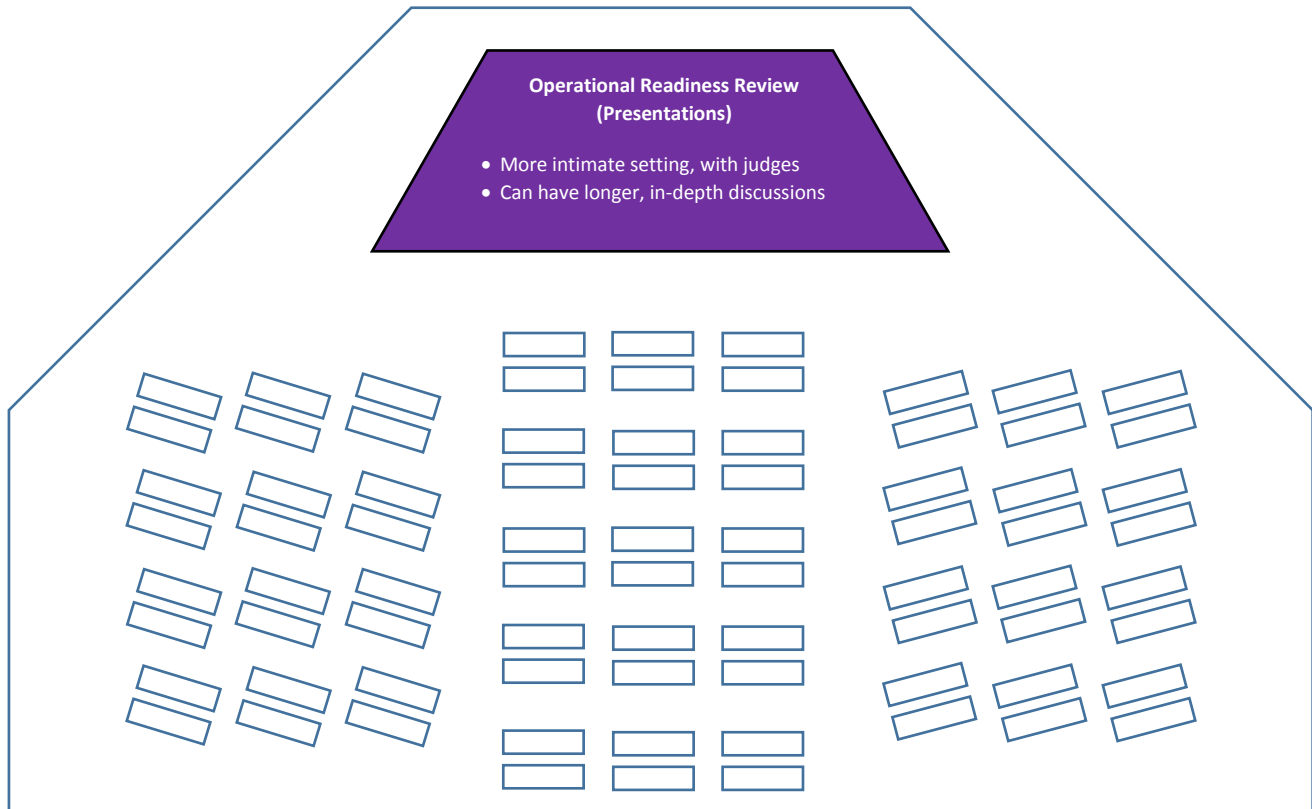 Operational Readiness Review
(Presentations)
• More intimate setting, with judges
• Can have longer, in-depth discussions